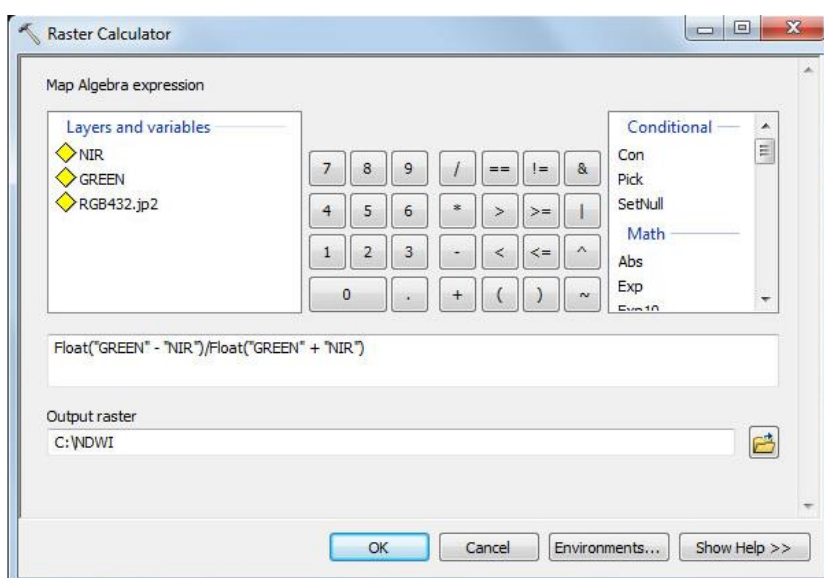 Raster Calculator
Map Algebra expression
Layers and variables
NIR
GREEN
RGB432.jp2
7 8 9 / == != &
4 5 6 * > >= |
1 2 3 - < <= ^
0 . + ( ) ~
Conditional
Con
Pick
SetNull
Math
Abs
Exp
Exp10
Float("GREEN" - "NIR")/Float("GREEN" + "NIR")
Output raster
C:\NDWI
OK Cancel Environments... Show Help >>